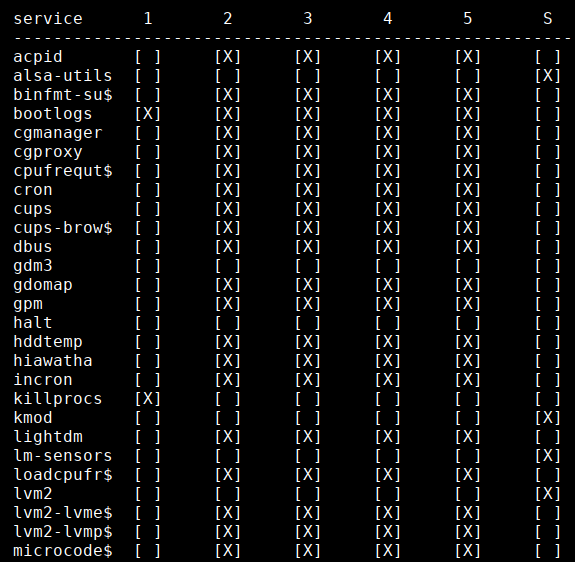 service      1       2       3       4       5       S
--------------------------------------------------------
acpid       [ ]     [X]     [X]     [X]     [X]     [ ]
alsa-utils  [ ]     [ ]     [ ]     [ ]     [ ]     [X]
binfmt-su$  [ ]     [X]     [X]     [X]     [X]     [ ]
bootlogs    [X]     [X]     [X]     [X]     [X]     [ ]
cgmanager   [ ]     [X]     [X]     [X]     [X]     [ ]
cgproxy     [ ]     [X]     [X]     [X]     [X]     [ ]
cpufrequt$  [ ]     [X]     [X]     [X]     [X]     [ ]
cron        [ ]     [X]     [X]     [X]     [X]     [ ]
cups        [ ]     [X]     [X]     [X]     [X]     [ ]
cups-brow$  [ ]     [X]     [X]     [X]     [X]     [ ]
dbus        [ ]     [X]     [X]     [X]     [X]     [ ]
gdm3        [ ]     [ ]     [ ]     [ ]     [ ]     [ ]
gdomap      [ ]     [X]     [X]     [X]     [X]     [ ]
gpm         [ ]     [X]     [X]     [X]     [X]     [ ]
halt        [ ]     [ ]     [ ]     [ ]     [ ]     [ ]
hddtemp     [ ]     [X]     [X]     [X]     [X]     [ ]
hiawatha    [ ]     [X]     [X]     [X]     [X]     [ ]
incron      [ ]     [X]     [X]     [X]     [X]     [ ]
killprocs   [X]     [ ]     [ ]     [ ]     [ ]     [ ]
kmod        [ ]     [ ]     [ ]     [ ]     [ ]     [X]
lightdm     [ ]     [X]     [X]     [X]     [X]     [ ]
lm-sensors  [ ]     [ ]     [ ]     [ ]     [ ]     [X]
loadcpufr$  [ ]     [X]     [X]     [X]     [X]     [ ]
lvm2        [ ]     [ ]     [ ]     [ ]     [ ]     [X]
lvm2-lvme$  [ ]     [X]     [X]     [X]     [X]     [ ]
lvm2-lvmp$  [ ]     [X]     [X]     [X]     [X]     [ ]
microcode$  [ ]     [X]     [X]     [X]     [X]     [ ]